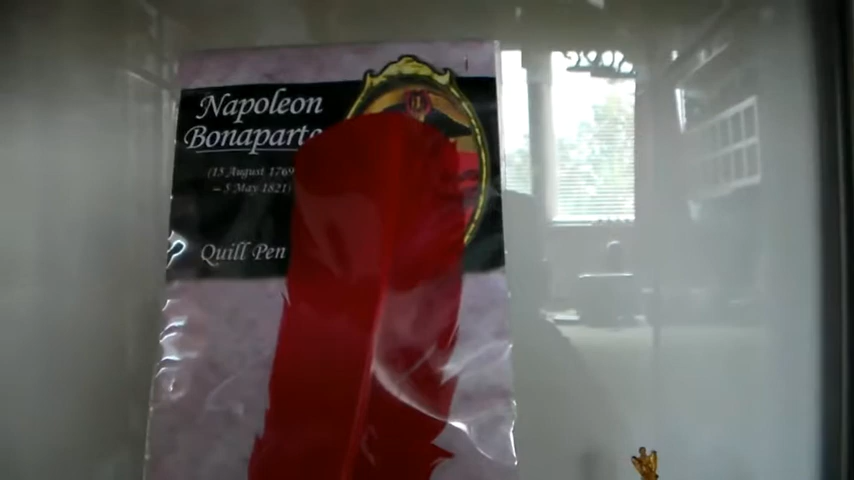 Napoleon
Bonaparte
(15 August 1769
– 5 May 1821)
Quill Pen